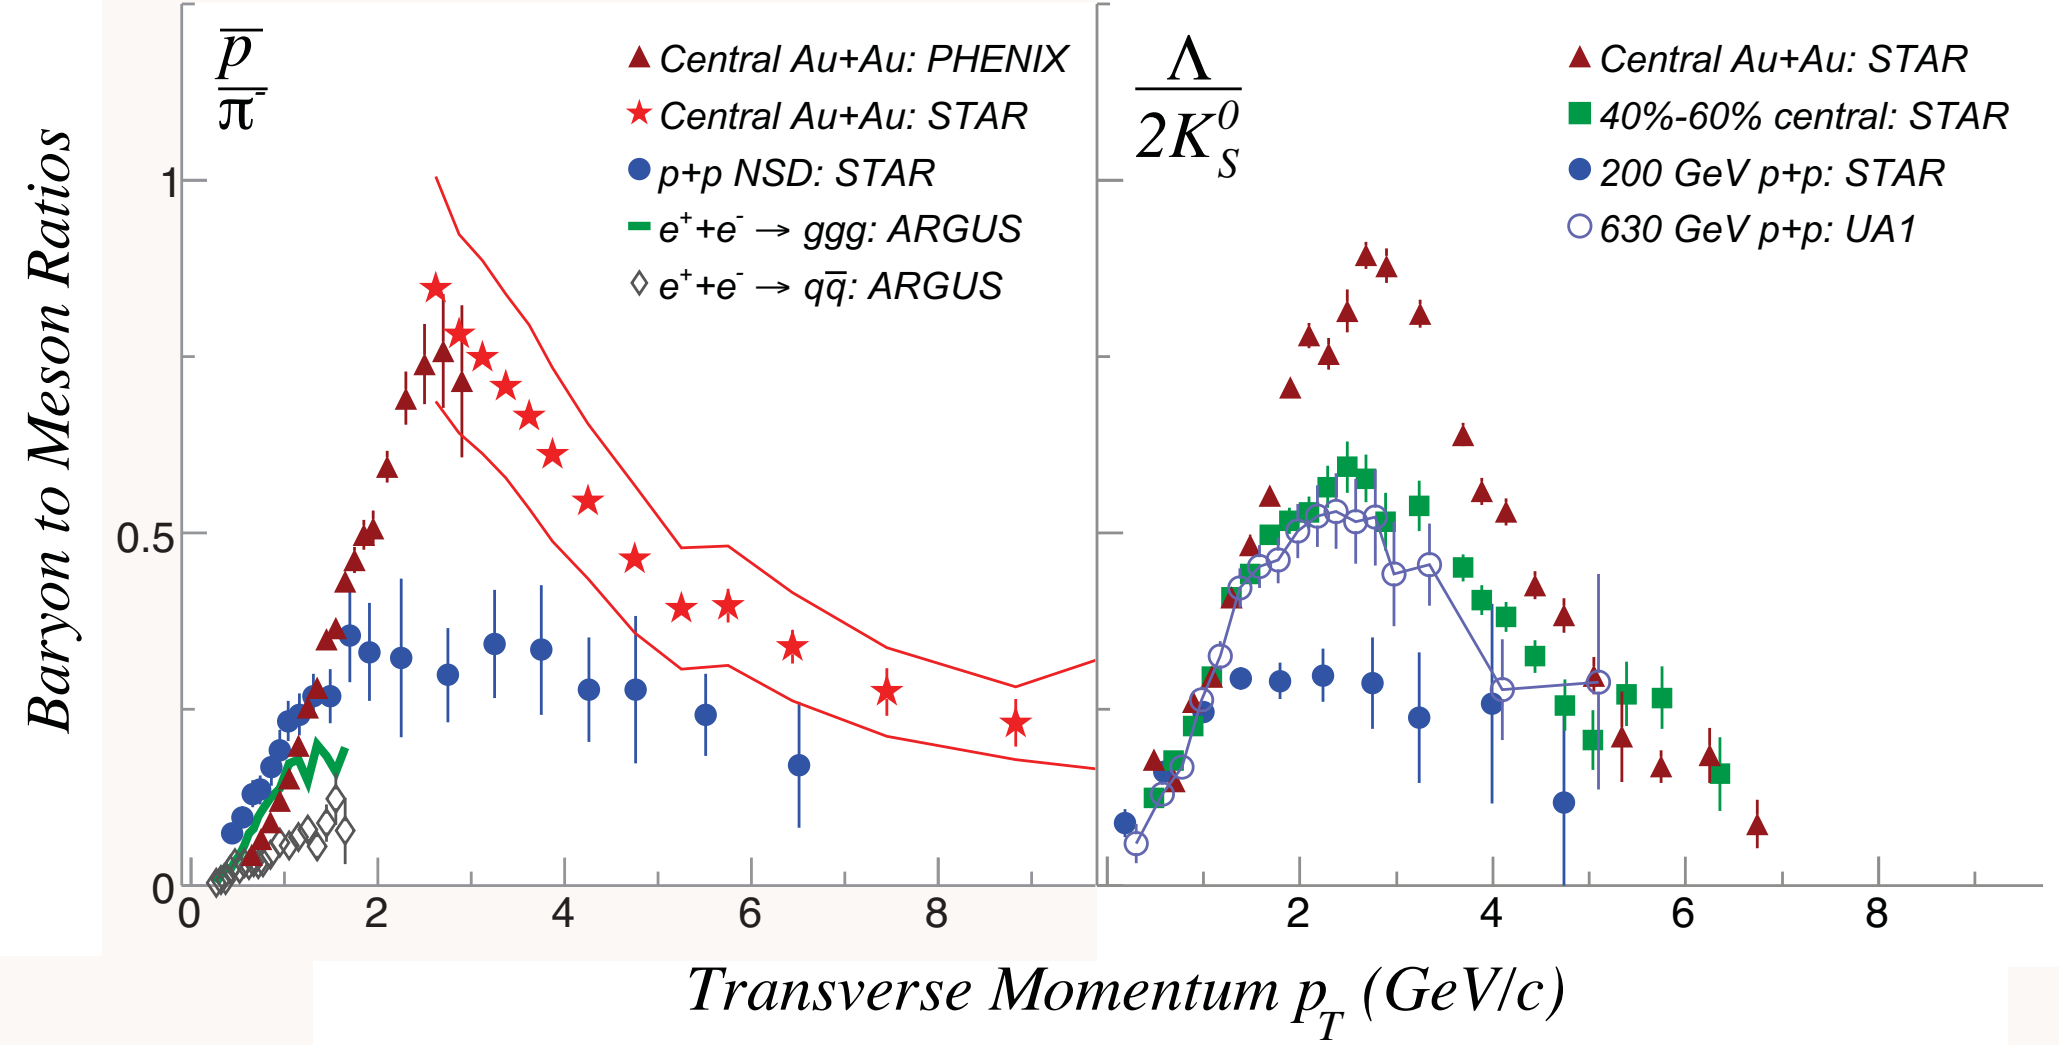 p̅
π⁻
Central Au+Au: PHENIX
Central Au+Au: STAR
p+p NSD: STAR
e⁺+e⁻ → ggg: ARGUS
e⁺+e⁻ → qq̅: ARGUS
Λ
2K⁰_S
Central Au+Au: STAR
40%-60% central: STAR
200 GeV p+p: STAR
630 GeV p+p: UA1
Baryon to Meson Ratios
1
0.5
0
0 2 4 6 8
2 4 6 8
Transverse Momentum p_T (GeV/c)